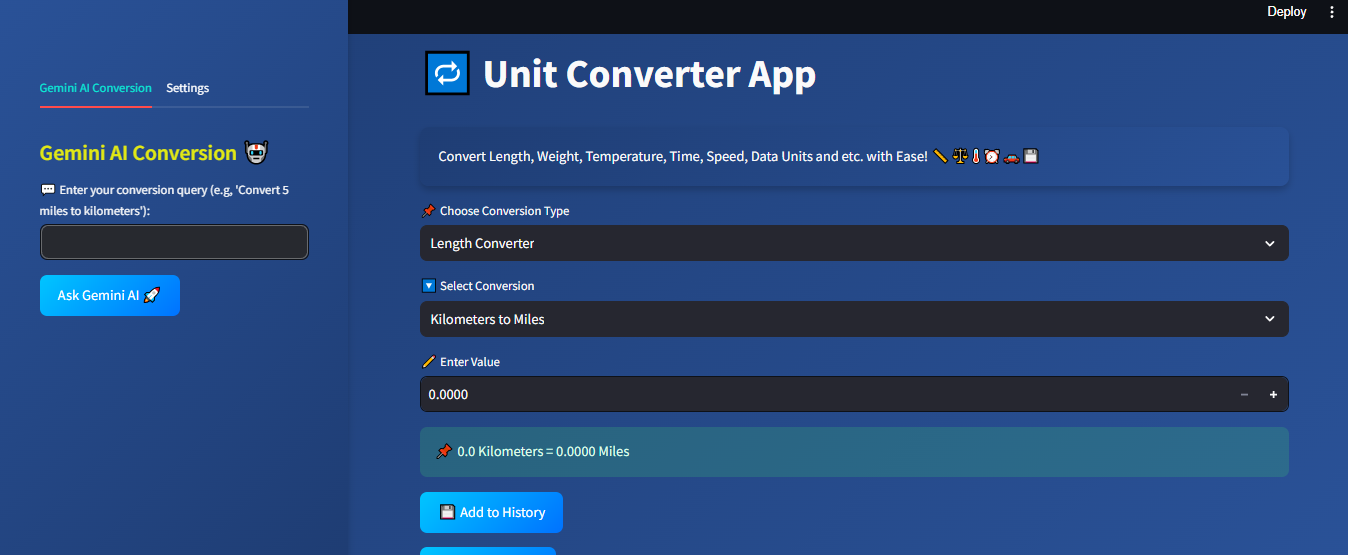 Deploy
Gemini AI Conversion Settings
Gemini AI Conversion
Enter your conversion query (e.g, 'Convert 5
miles to kilometers'):
Ask Gemini AI
Unit Converter App
Convert Length, Weight, Temperature, Time, Speed, Data Units and etc. with Ease!
Choose Conversion Type
Length Converter
Select Conversion
Kilometers to Miles
Enter Value
0.0000
0.0 Kilometers = 0.0000 Miles
Add to History